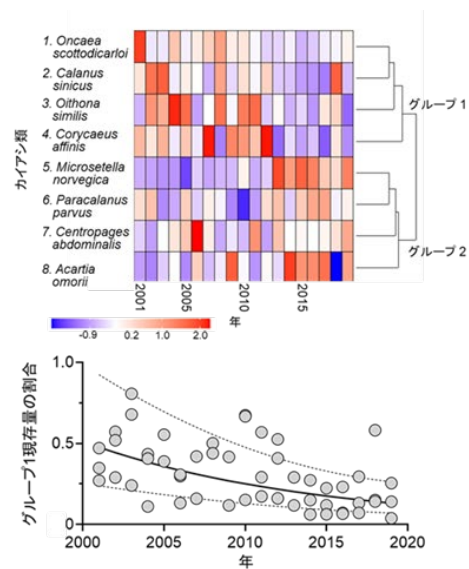 1. Oncaea
scottodicarloi
2. Calanus
sinicus
3. Oithona
similis
4. Corycaeus
affinis
5. Microsetella
norvegica
6. Paracalanus
parvus
7. Centropages
abdominalis
8. Acartia
omorii
カイアシ類
グループ 1
グループ 2
2001
2005
2010
2015
年
-0.9 0.2 1.0 2.0
グループ1現存量の割合
1.0
0.5
0
2000 2005 2010 2015 2020
年